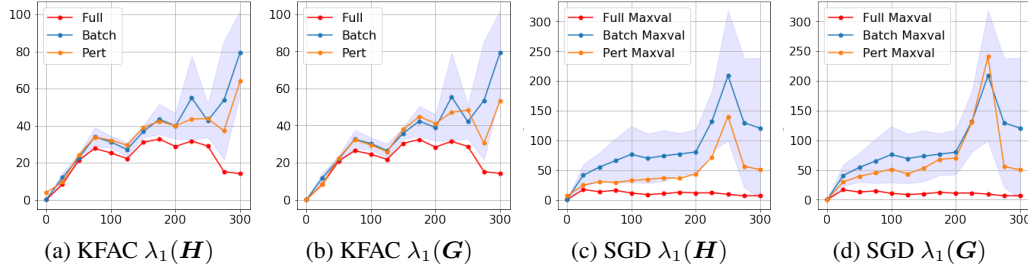 100
80
60
40
20
0
Full
Batch
Pert
0
100
200
300
(a) KFAC λ₁(H)
100
80
60
40
20
0
Full
Batch
Pert
0
100
200
300
(b) KFAC λ₁(G)
300
250
200
150
100
50
0
Full Maxval
Batch Maxval
Pert Maxval
0
100
200
300
(c) SGD λ₁(H)
300
250
200
150
100
50
0
Full Maxval
Batch Maxval
Pert Maxval
0
100
200
300
(d) SGD λ₁(G)